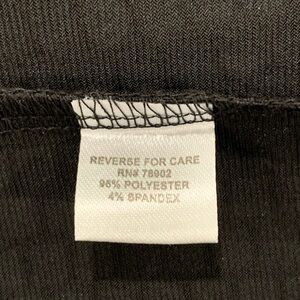 REVERSE FOR CARE
RN# 78902
96% POLYESTER
4% SPANDEX